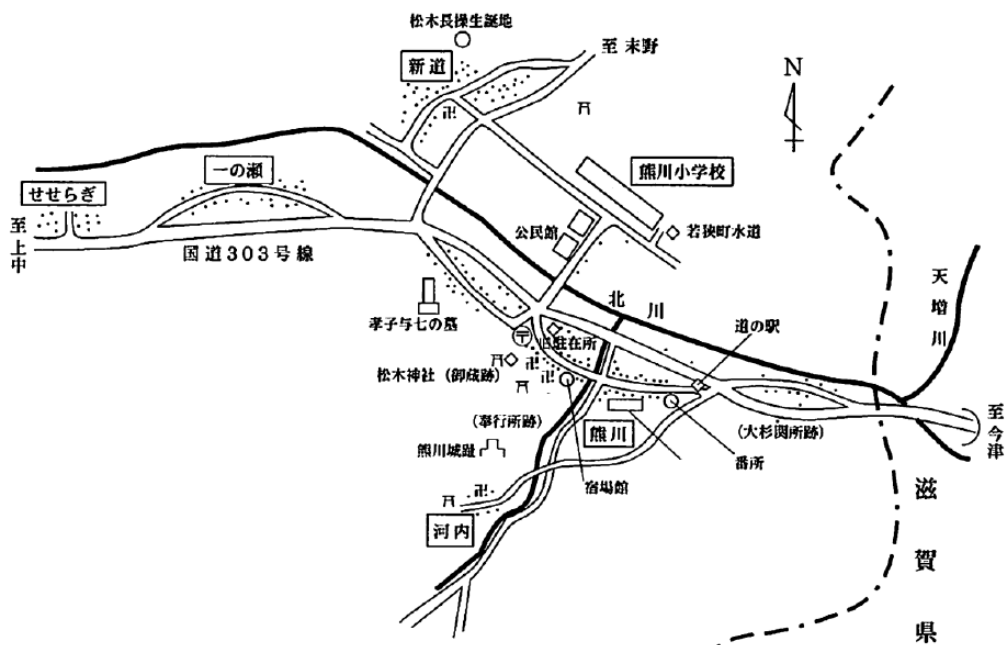 松木長操生誕地
新道
至末野
N
一の瀬
熊川小学校
せせらぎ
至上中
国道303号線
公民館
若狭町水道
天増川
北川
孝子与七の墓
道の駅
旧駐在所
松木神社(御蔵跡)
至今津
(奉行所跡)
熊川
(大杉関所跡)
熊川城趾
番所
宿場館
河内
滋賀県